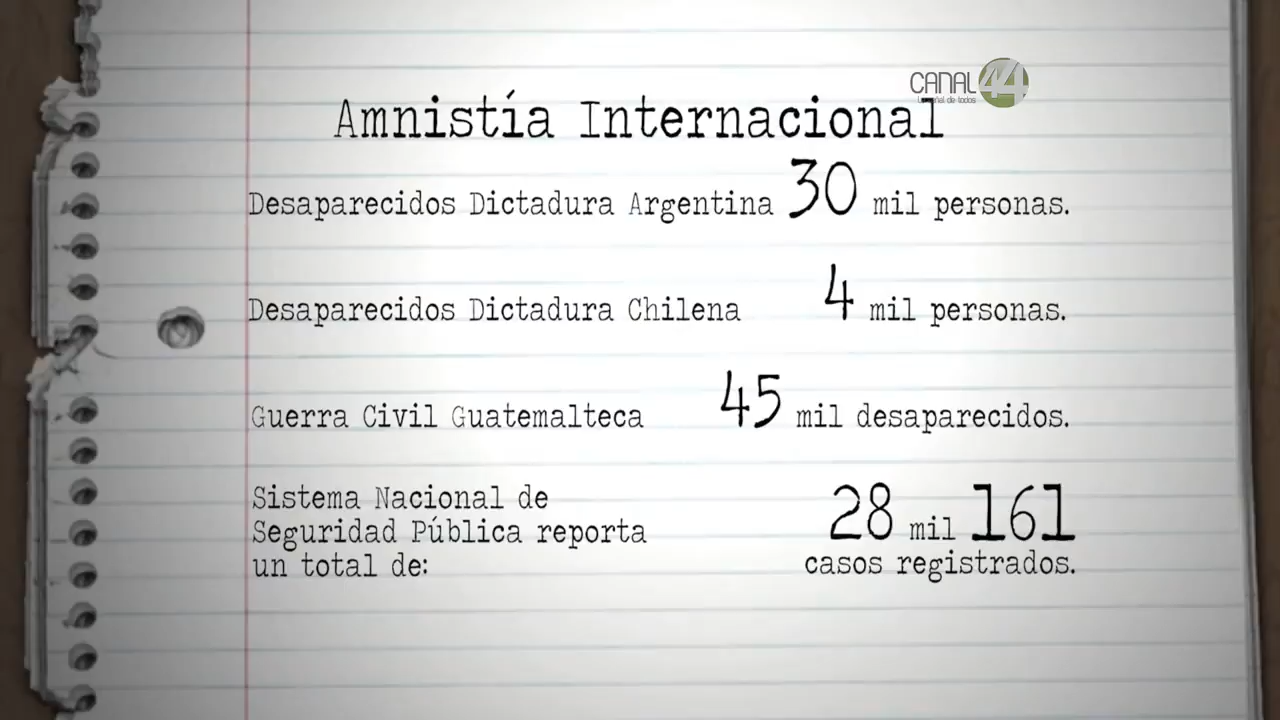 CANAL 44
Amnistía Internacional
Desaparecidos Dictadura Argentina 30 mil personas.
Desaparecidos Dictadura Chilena 4 mil personas.
Guerra Civil Guatemalteca 45 mil desaparecidos.
Sistema Nacional de
Seguridad Pública reporta
un total de:
28 mil 161
casos registrados.